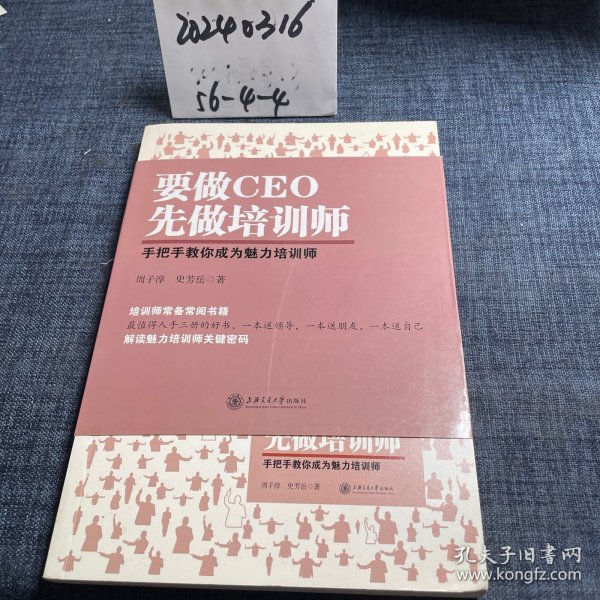 20240316
56-4-4
要做CEO
先做培训师
手把手教你成为魅力培训师
周子淳 史芳岳◎著
培训师常备常阅书籍
最值得人手三册的好书，一本送领导，一本送朋友，一本送自己
解读魅力培训师关键密码
上海交通大学出版社
先做培训师
手把手教你成为魅力培训师
周子淳 史芳岳◎著
上海交通大学出版社
孔夫子旧书网
www.kongfz.com